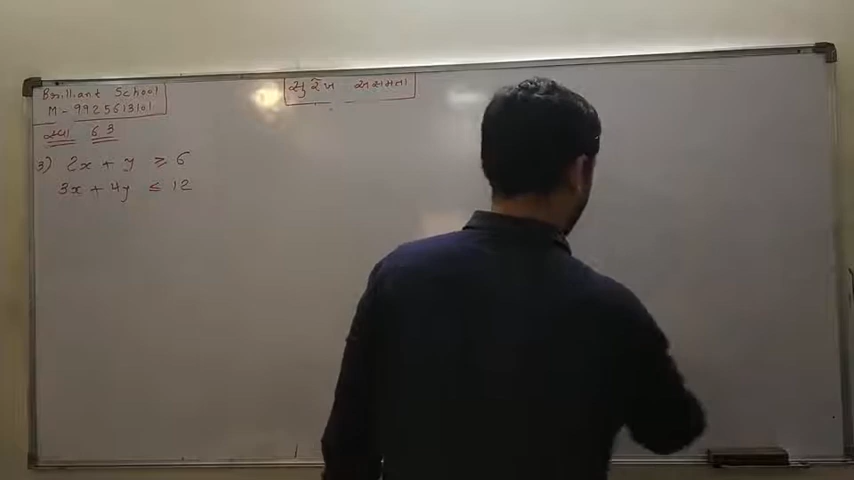 Brilliant School
M - 9925613101
સુરેખ અસમતા
સ્વા 6.3
3) 2x + y ≥ 6
3x + 4y ≤ 12